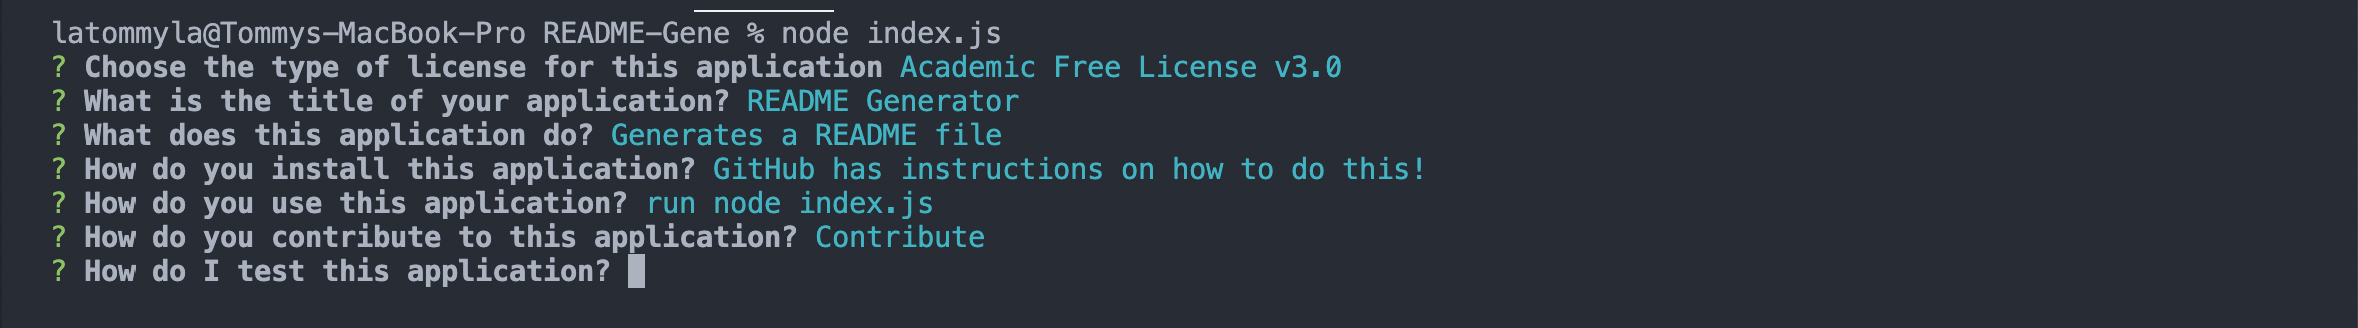 latommyla@Tommys-MacBook-Pro README-Gene % node index.js
? Choose the type of license for this application Academic Free License v3.0
? What is the title of your application? README Generator
? What does this application do? Generates a README file
? How do you install this application? GitHub has instructions on how to do this!
? How do you use this application? run node index.js
? How do you contribute to this application? Contribute
? How do I test this application?